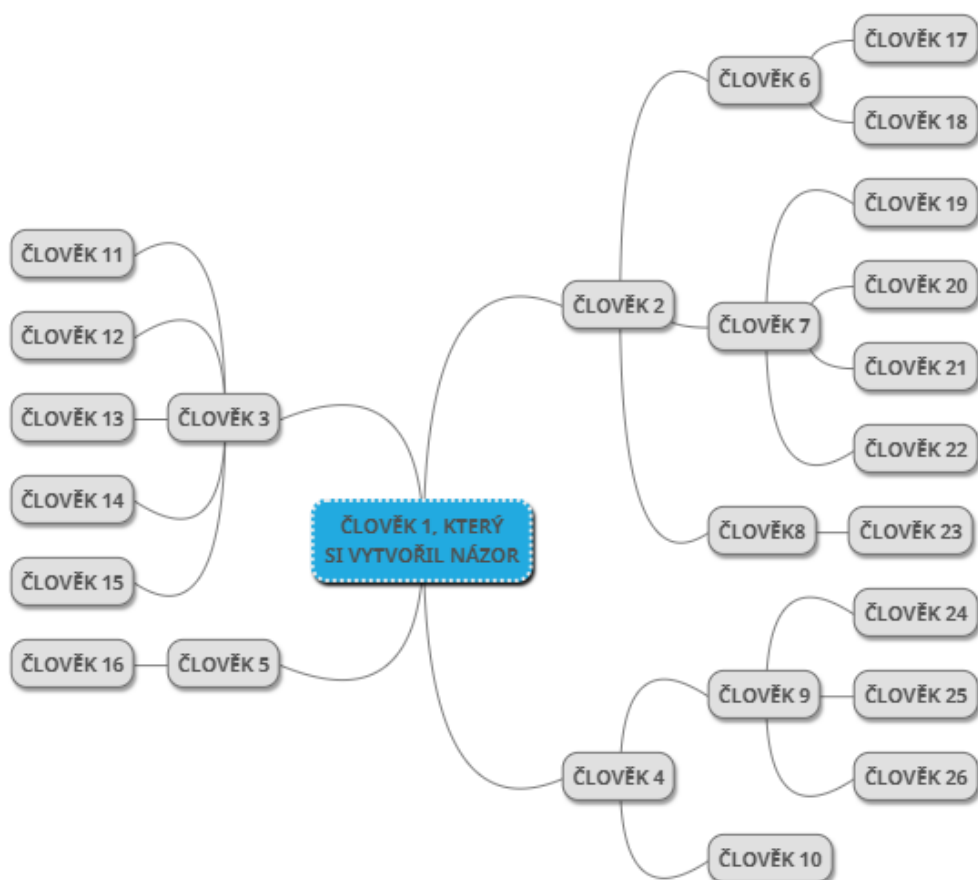 ČLOVĚK 1, KTERÝ
SI VYTVOŘIL NÁZOR
ČLOVĚK 2
ČLOVĚK 6
ČLOVĚK 17
ČLOVĚK 18
ČLOVĚK 7
ČLOVĚK 19
ČLOVĚK 20
ČLOVĚK 21
ČLOVĚK 22
ČLOVĚK8
ČLOVĚK 23
ČLOVĚK 3
ČLOVĚK 11
ČLOVĚK 12
ČLOVĚK 13
ČLOVĚK 14
ČLOVĚK 15
ČLOVĚK 4
ČLOVĚK 9
ČLOVĚK 24
ČLOVĚK 25
ČLOVĚK 26
ČLOVĚK 10
ČLOVĚK 5
ČLOVĚK 16